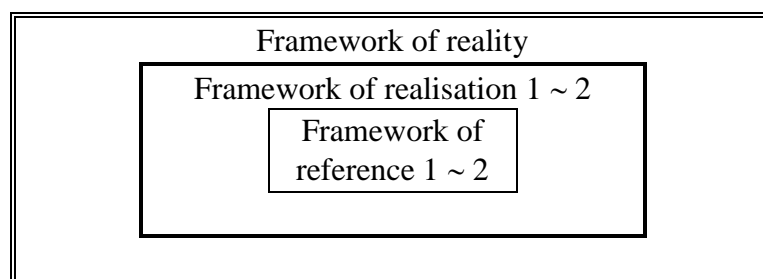 Framework of reality
Framework of realisation 1 ~ 2
Framework of
reference 1 ~ 2